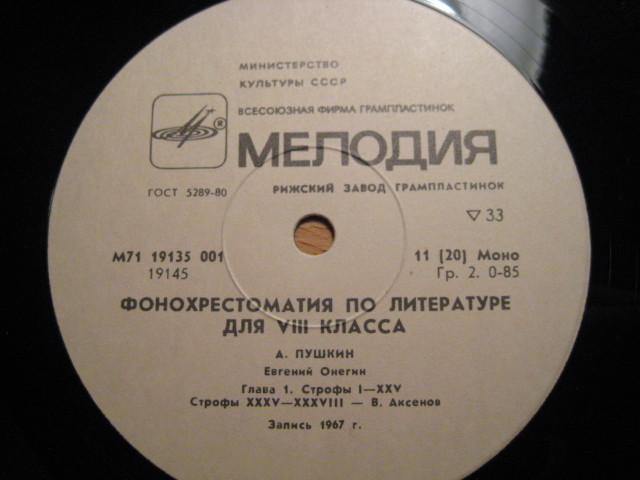 МИНИСТЕРСТВО
КУЛЬТУРЫ СССР
ВСЕСОЮЗНАЯ ФИРМА ГРАМПЛАСТИНОК
®
МЕЛОДИЯ
ГОСТ 5289-80
РИЖСКИЙ ЗАВОД ГРАМПЛАСТИНОК
▽ 33
М71 19135 001
11 (20) Моно
19145
Гр. 2. 0-85
ФОНОХРЕСТОМАТИЯ ПО ЛИТЕРАТУРЕ
ДЛЯ VIII КЛАССА
А. ПУШКИН
Евгений Онегин
Глава 1. Строфы I—XXV
Строфы XXXV—XXXVIII — В. Аксенов
Запись 1967 г.